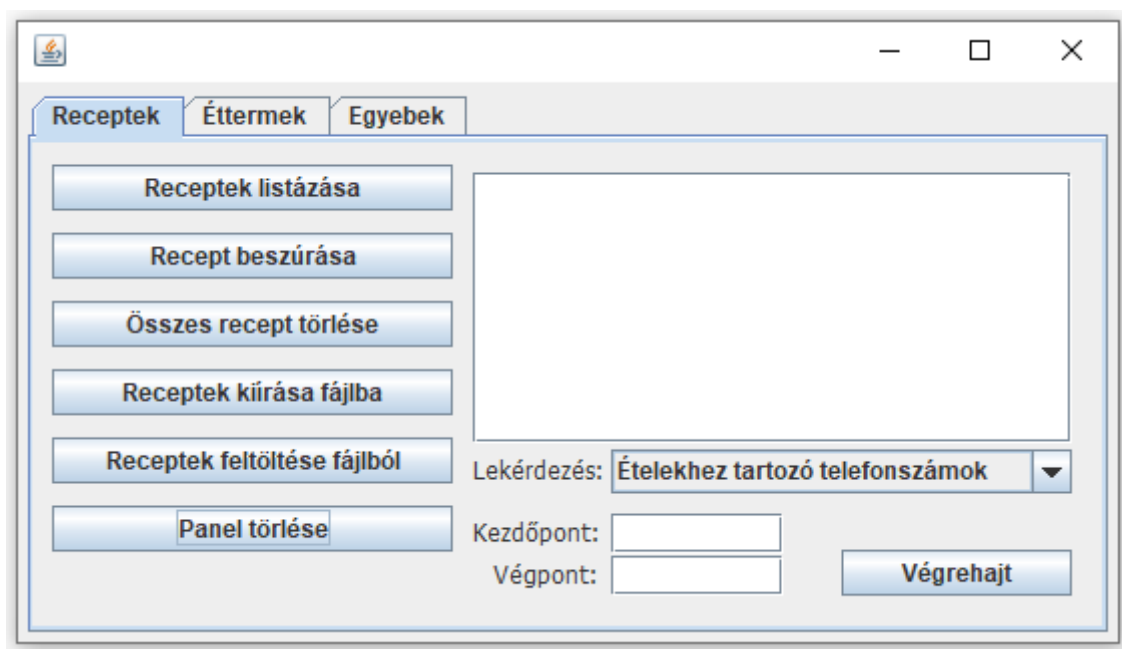 Receptek Éttermek Egyebek
Receptek listázása
Recept beszúrása
Összes recept törlése
Receptek kiírása fájlba
Receptek feltöltése fájlból
Panel törlése
Lekérdezés: Ételekhez tartozó telefonszámok
Kezdőpont:
Végpont:
Végrehajt